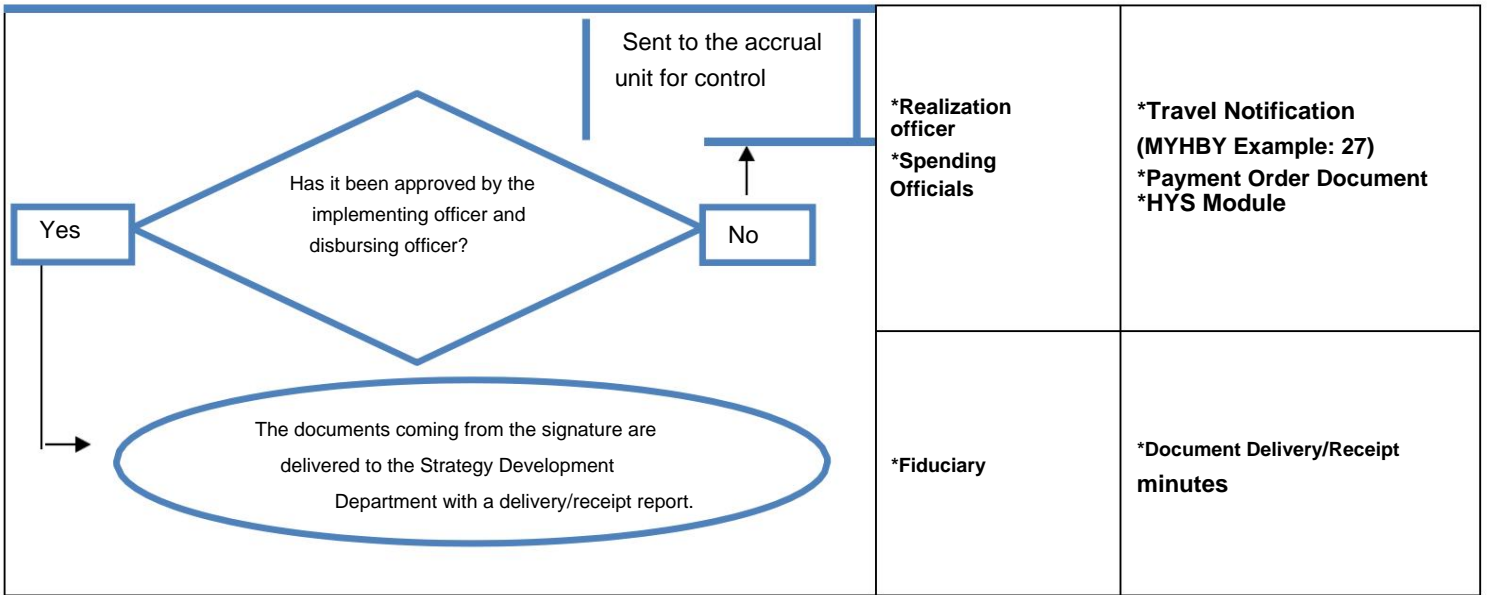 Sent to the accrual
unit for control
Has it been approved by the
implementing officer and
disbursing officer?
Yes
No
*Realization
officer
*Spending
Officials
*Travel Notification
(MYHBY Example: 27)
*Payment Order Document
*HYS Module
The documents coming from the signature are
delivered to the Strategy Development
Department with a delivery/receipt report.
*Fiduciary
*Document Delivery/Receipt
minutes